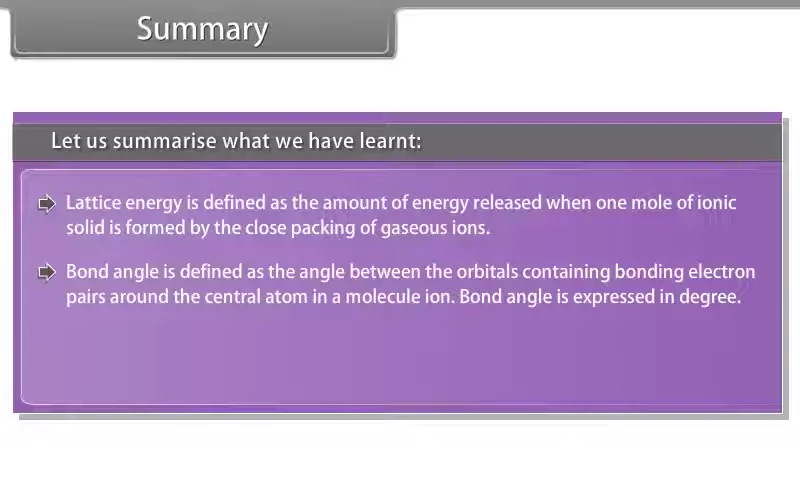 Summary
Let us summarise what we have learnt:
Lattice energy is defined as the amount of energy released when one mole of ionic
solid is formed by the close packing of gaseous ions.
Bond angle is defined as the angle between the orbitals containing bonding electron
pairs around the central atom in a molecule ion. Bond angle is expressed in degree.